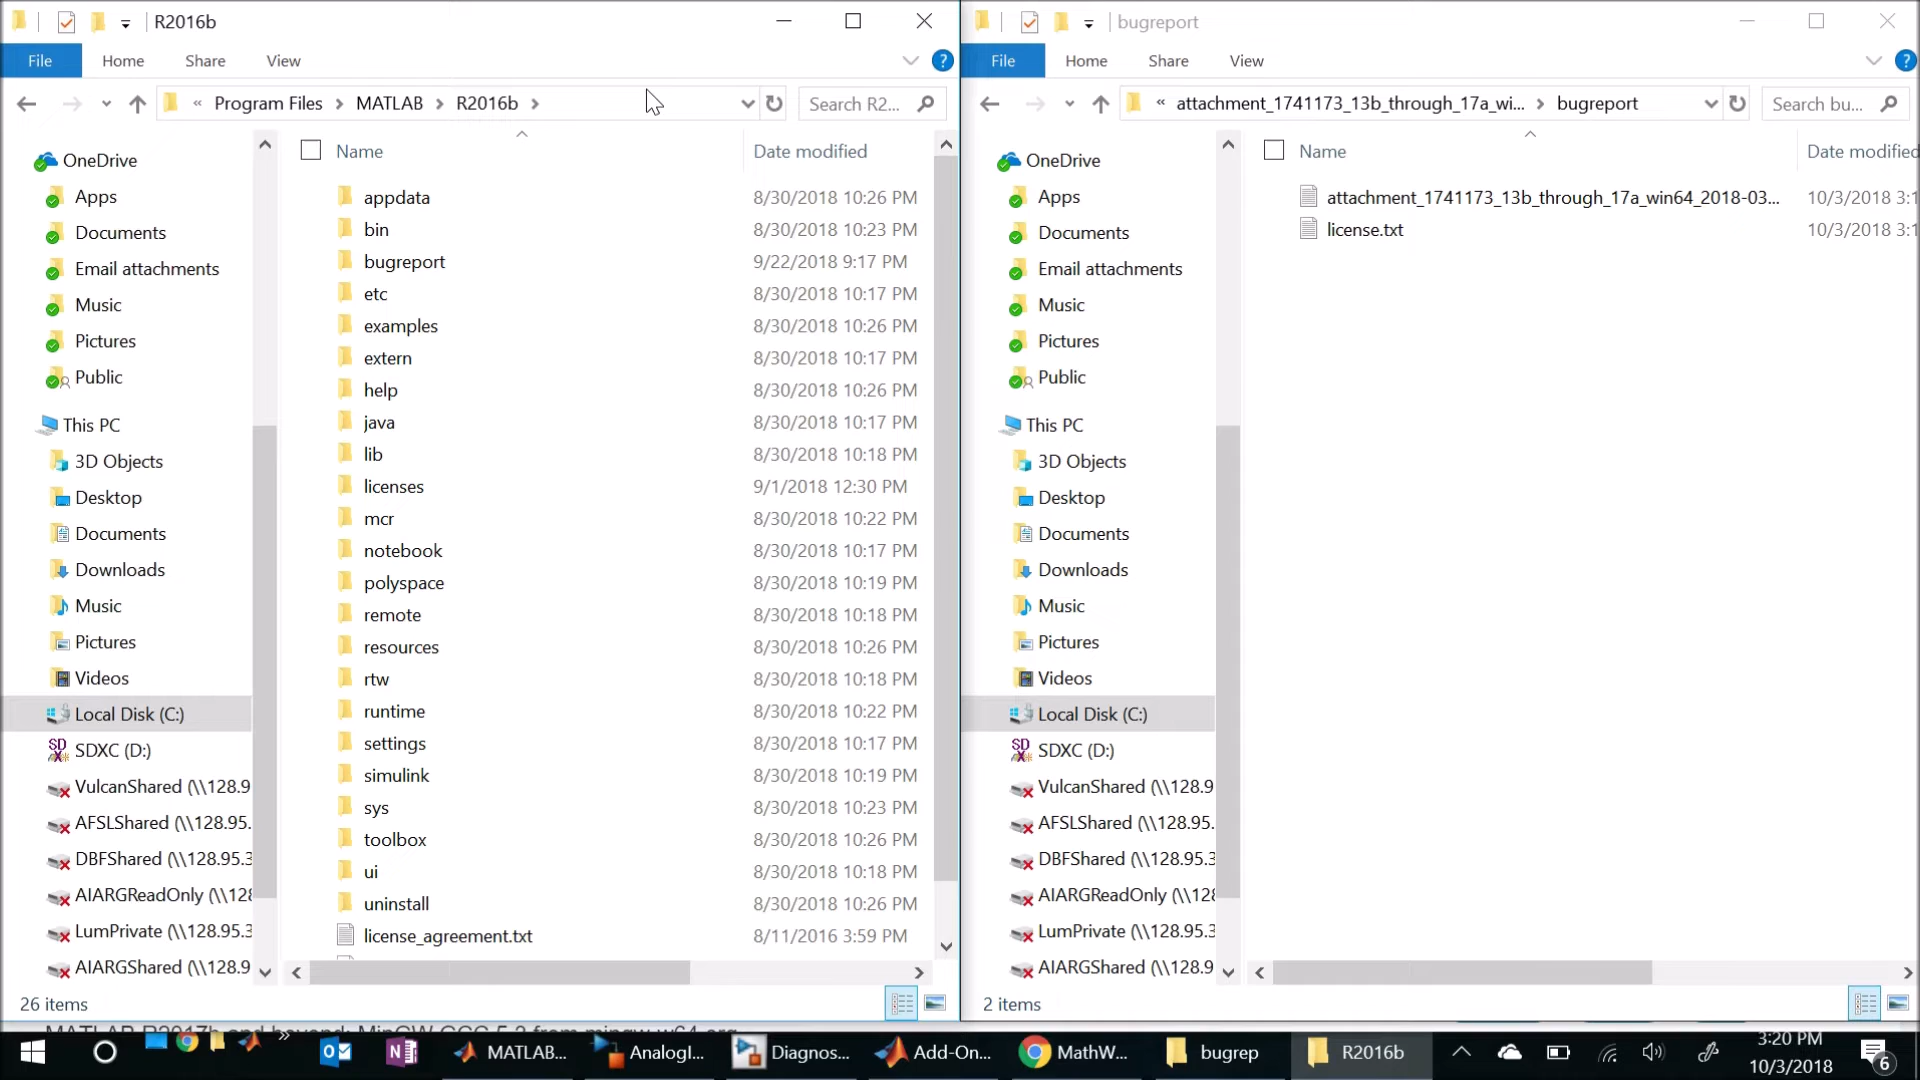 R2016b
File Home Share View
« Program Files > MATLAB > R2016b >
Search R2...
OneDrive
Apps
Documents
Email attachments
Music
Pictures
Public
This PC
3D Objects
Desktop
Documents
Downloads
Music
Pictures
Videos
Local Disk (C:)
SDXC (D:)
VulcanShared (\\128.9
AFSLShared (\\128.95.
DBFShared (\\128.95.3
AIARGReadOnly (\\128
LumPrivate (\\128.95.3
AIARGShared (\\128.9
Name Date modified
appdata 8/30/2018 10:26 PM
bin 8/30/2018 10:23 PM
bugreport 9/22/2018 9:17 PM
etc 8/30/2018 10:17 PM
examples 8/30/2018 10:26 PM
extern 8/30/2018 10:17 PM
help 8/30/2018 10:26 PM
java 8/30/2018 10:17 PM
lib 8/30/2018 10:18 PM
licenses 9/1/2018 12:30 PM
mcr 8/30/2018 10:22 PM
notebook 8/30/2018 10:17 PM
polyspace 8/30/2018 10:19 PM
remote 8/30/2018 10:18 PM
resources 8/30/2018 10:26 PM
rtw 8/30/2018 10:18 PM
runtime 8/30/2018 10:22 PM
settings 8/30/2018 10:17 PM
simulink 8/30/2018 10:19 PM
sys 8/30/2018 10:23 PM
toolbox 8/30/2018 10:26 PM
ui 8/30/2018 10:18 PM
uninstall 8/30/2018 10:26 PM
license_agreement.txt 8/11/2016 3:59 PM
26 items
bugreport
File Home Share View
« attachment_1741173_13b_through_17a_wi... > bugreport
Search bu...
OneDrive
Apps
Documents
Email attachments
Music
Pictures
Public
This PC
3D Objects
Desktop
Documents
Downloads
Music
Pictures
Videos
Local Disk (C:)
SDXC (D:)
VulcanShared (\\128.9
AFSLShared (\\128.95.
DBFShared (\\128.95.3
AIARGReadOnly (\\128
LumPrivate (\\128.95.3
AIARGShared (\\128.9
Name Date modified
attachment_1741173_13b_through_17a_win64_2018-03... 10/3/2018 3:1
license.txt 10/3/2018 3:1
2 items
MATLAB... AnalogI... Diagnos... Add-On... MathW... bugrep R2016b
3:20 PM
10/3/2018
6